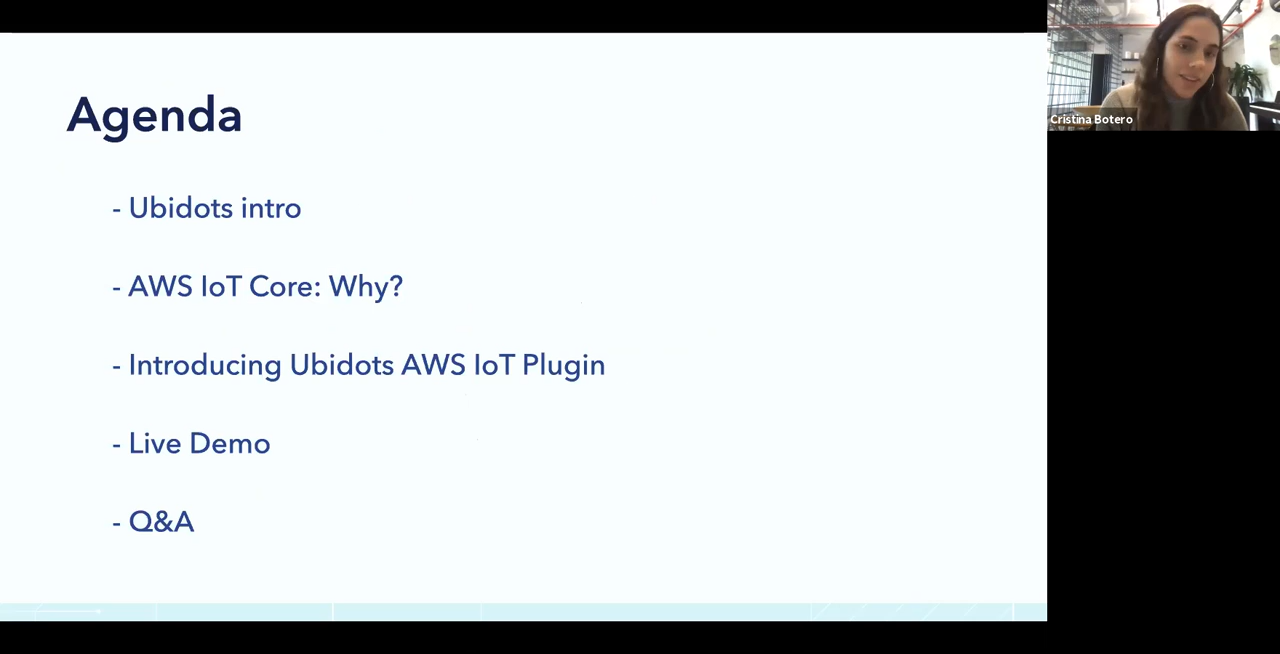 Agenda
- Ubidots intro
- AWS IoT Core: Why?
- Introducing Ubidots AWS IoT Plugin
- Live Demo
- Q&A
Cristina Botero